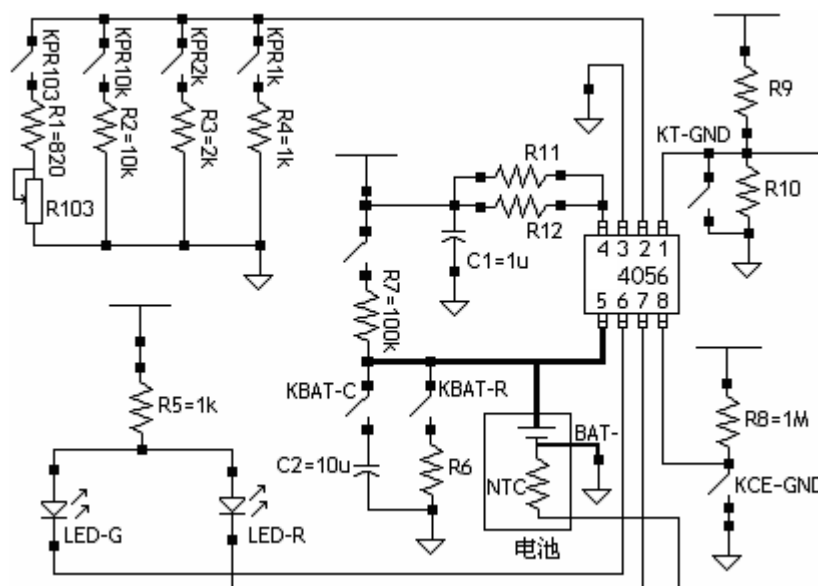 KPR103
KPR10k
KPR2k
KPR1k
R1=820
R2=10k
R3=2k
R4=1k
R103
R9
KT-GND
R10
R11
R12
C1=1u
4 3 2 1
4056
5 6 7 8
R7=100k
R5=1k
KBAT-C
KBAT-R
BAT-
R8=1M
C2=10u
R6
NTC
KCE-GND
LED-G
LED-R
电池